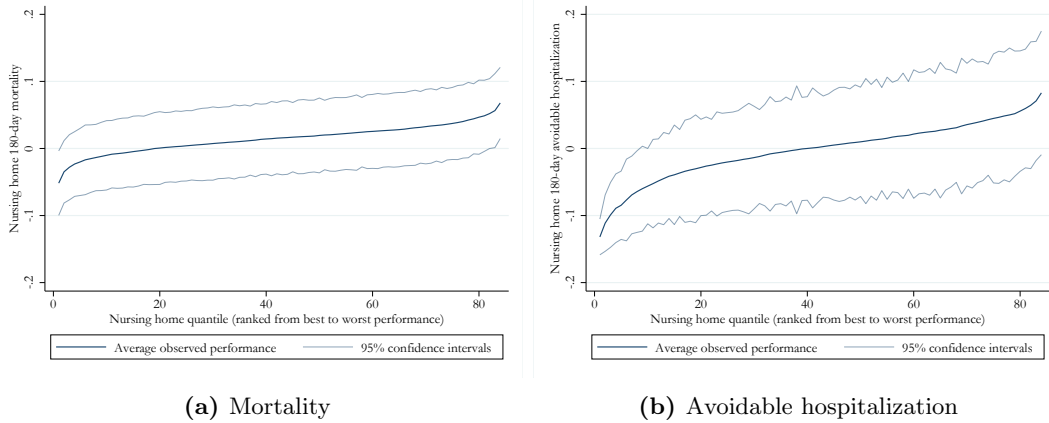 Nursing home 180-day mortality
.2
.1
0
-.1
-.2
0 20 40 60 80
Nursing home quantile (ranked from best to worst performance)
Average observed performance 95% confidence intervals
(a) Mortality
Nursing home 180-day avoidable hospitalization
.2
.1
0
-.1
-.2
0 20 40 60 80
Nursing home quantile (ranked from best to worst performance)
Average observed performance 95% confidence intervals
(b) Avoidable hospitalization